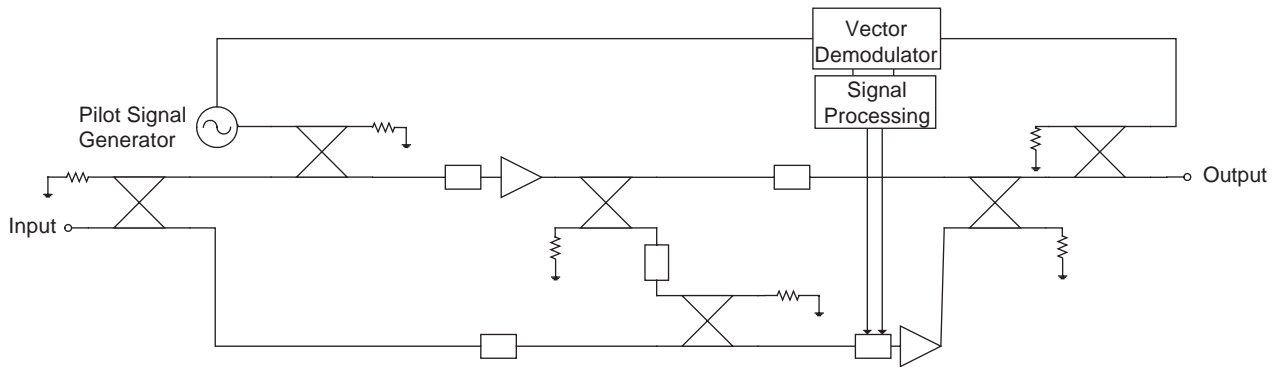 Vector
Demodulator
Signal
Processing
Pilot Signal
Generator
Output
Input